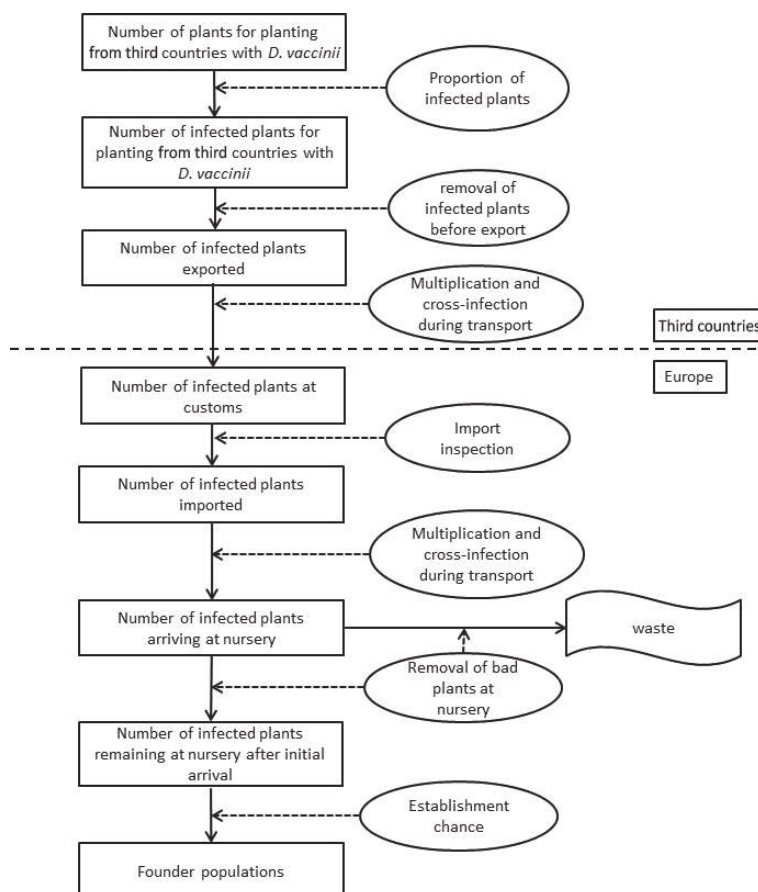 Number of plants for planting
from third countries with D. vaccinii
Proportion of
infected plants
Number of infected plants for
planting from third countries with
D. vaccinii
removal of
infected plants
before export
Number of infected plants
exported
Multiplication and
cross-infection
during transport
Third countries
Europe
Number of infected plants at
customs
Import
inspection
Number of infected plants
imported
Multiplication and
cross-infection
during transport
Number of infected plants
arriving at nursery
waste
Removal of bad
plants at
nursery
Number of infected plants
remaining at nursery after initial
arrival
Establishment
chance
Founder populations